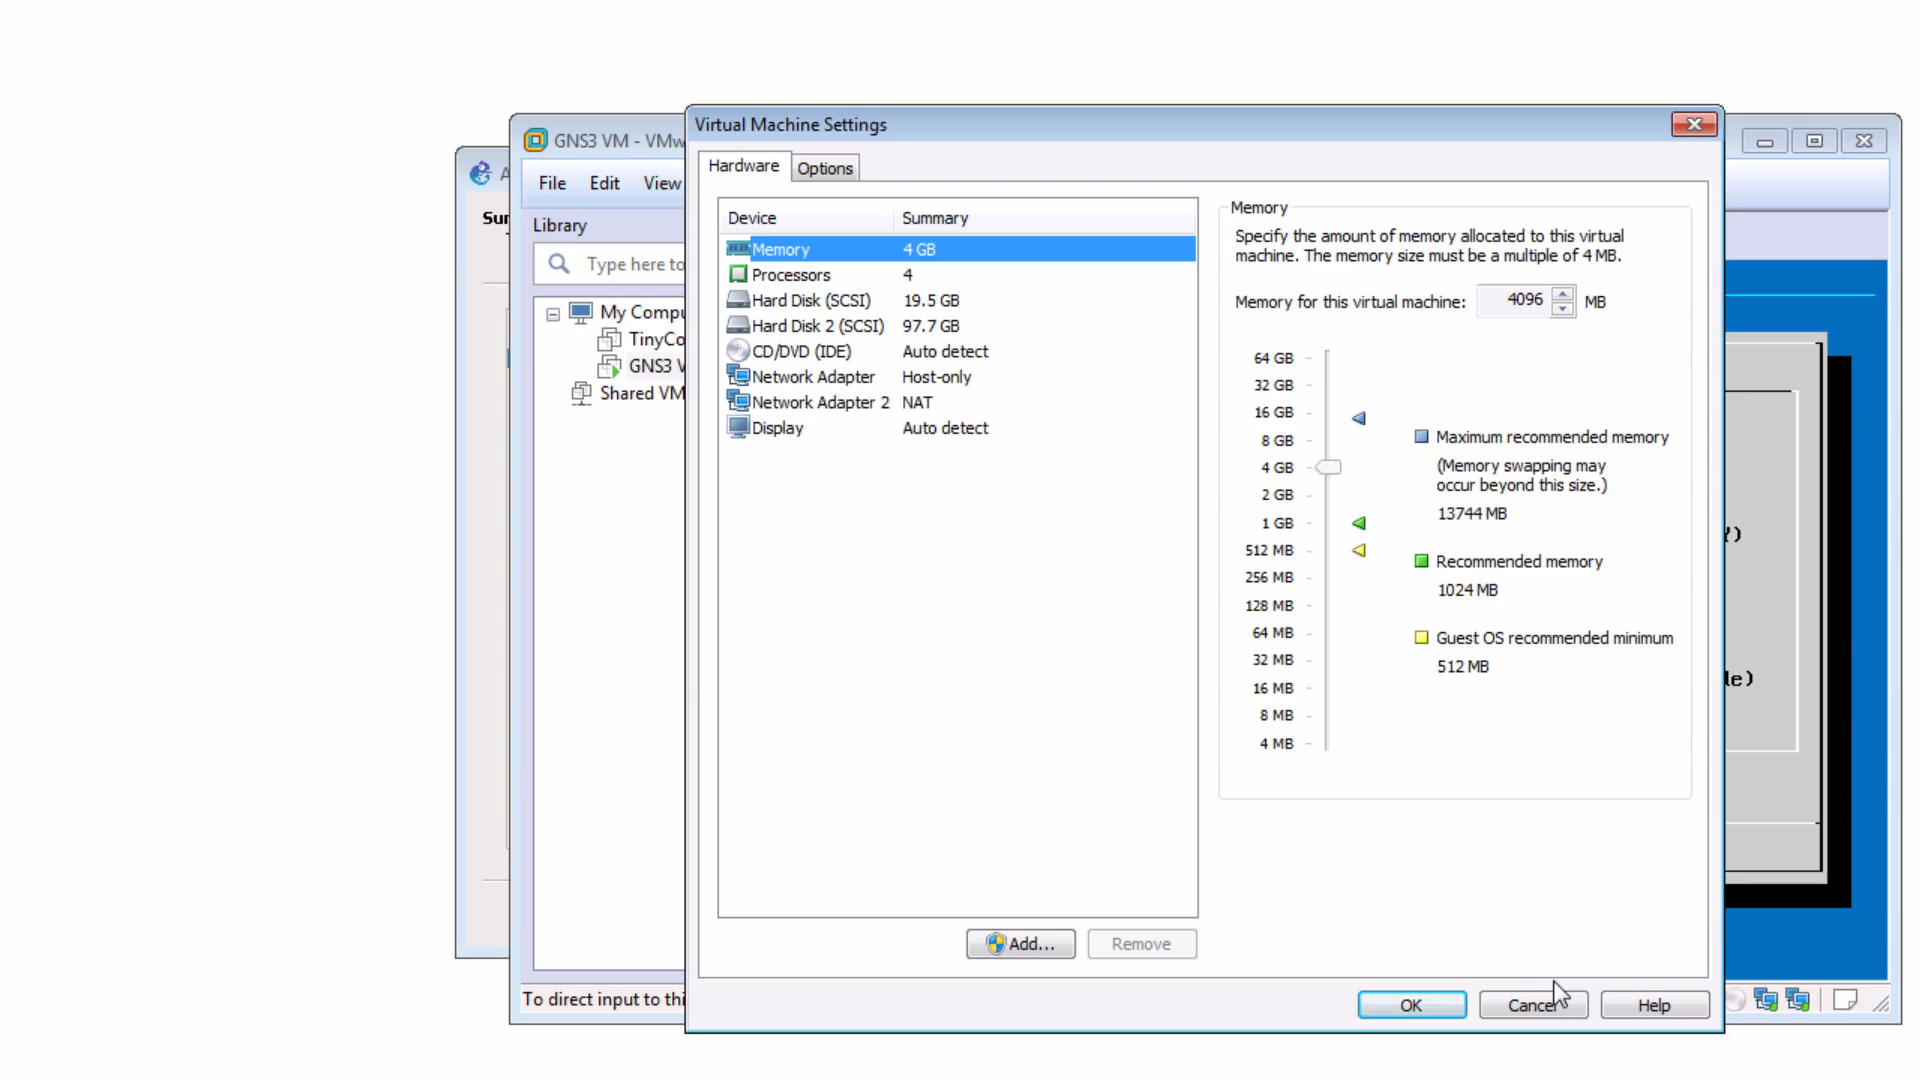 Virtual Machine Settings
GNS3 VM - VMw
File Edit View
Library
Type here to
My Compu
TinyCo
GNS3 V
Shared VM
Sur
Hardware Options
Device Summary
Memory 4 GB
Processors 4
Hard Disk (SCSI) 19.5 GB
Hard Disk 2 (SCSI) 97.7 GB
CD/DVD (IDE) Auto detect
Network Adapter Host-only
Network Adapter 2 NAT
Display Auto detect
Add...
Remove
Memory
Specify the amount of memory allocated to this virtual
machine. The memory size must be a multiple of 4 MB.
Memory for this virtual machine: 4096 MB
64 GB
32 GB
16 GB
8 GB
4 GB
2 GB
1 GB
512 MB
256 MB
128 MB
64 MB
32 MB
16 MB
8 MB
4 MB
Maximum recommended memory
(Memory swapping may
occur beyond this size.)
13744 MB
Recommended memory
1024 MB
Guest OS recommended minimum
512 MB
le)
To direct input to thi
OK
Cancel
Help